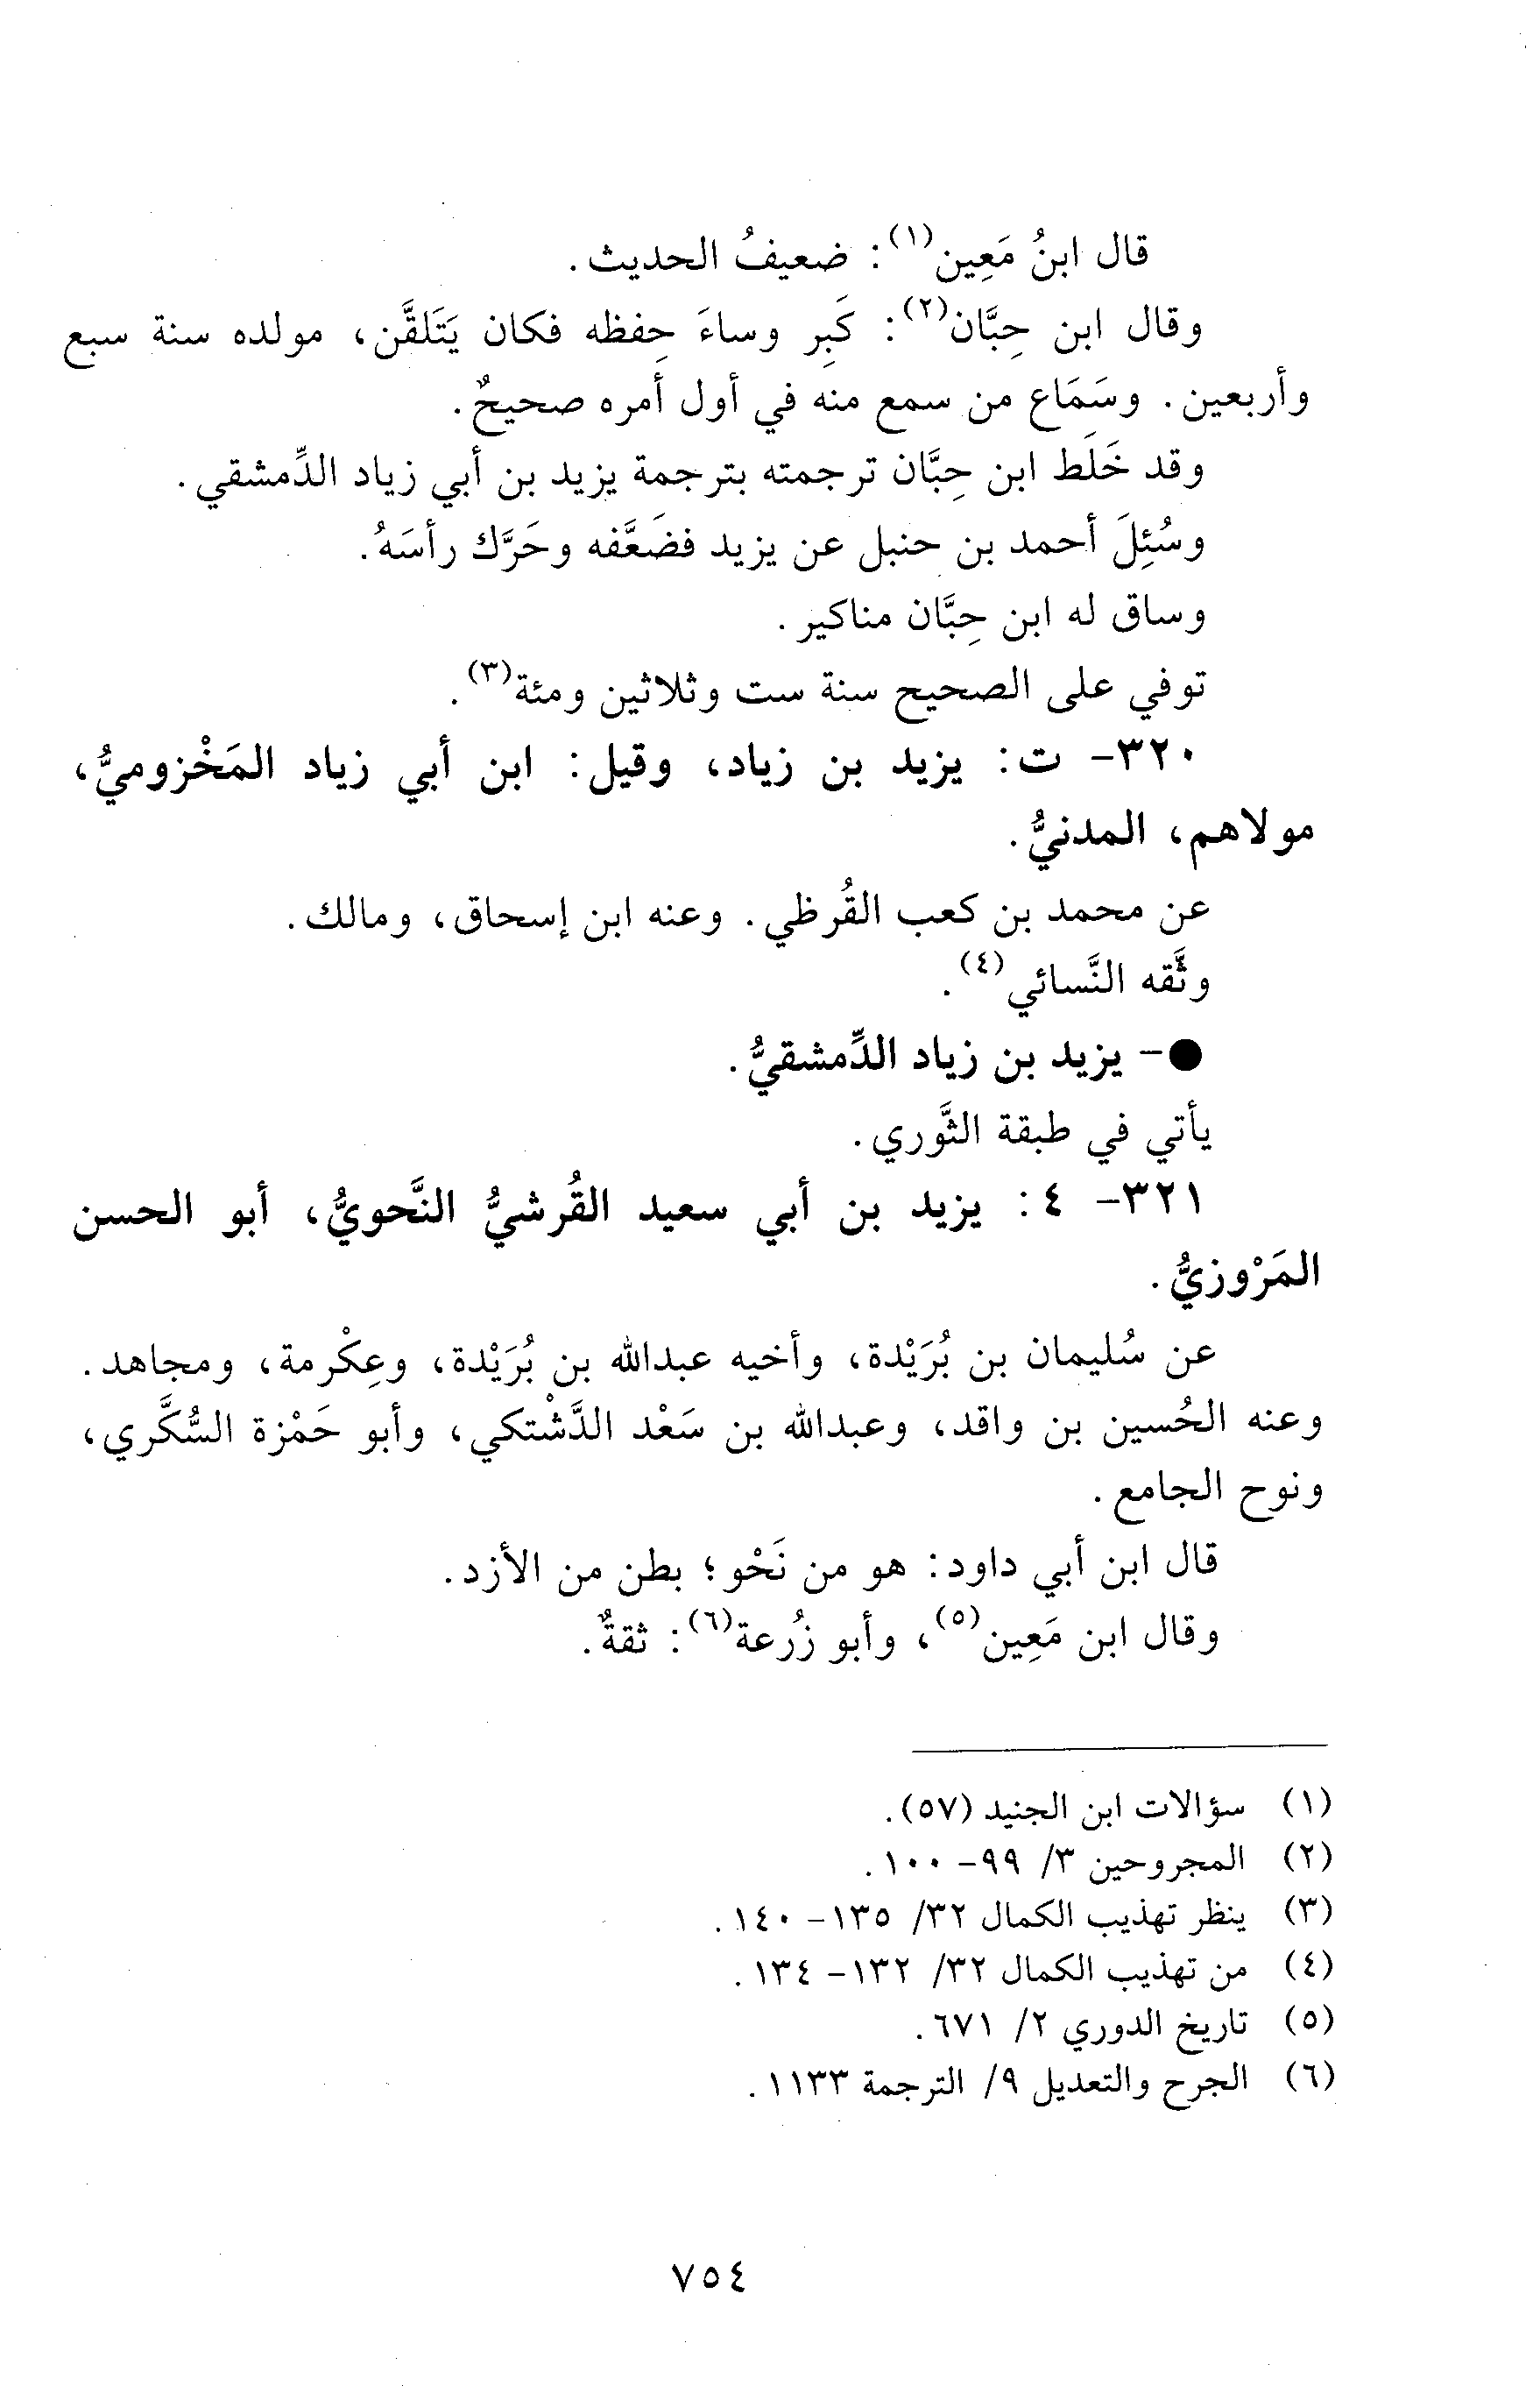 قال ابنُ مَعِين(١): ضعيفُ الحديث.
وقال ابن حِبَّان(٢): كَبِر وساءَ حِفظه فكان يَتَلقَّن، مولده سنة سبع
وأربعين. وسَمَاع من سمع منه في أول أمره صحيحٌ.
وقد خَلَط ابن حِبَّان ترجمته بترجمة يزيد بن أبي زياد الدِّمشقي.
وسُئِلَ أحمد بن حنبل عن يزيد فضَعَّفه وحَرَّك رأسَهُ.
وساق له ابن حِبَّان مناكير.
توفي على الصحيح سنة ست وثلاثين ومئة(٣).
٣٢٠- ت: يزيد بن زياد، وقيل: ابن أبي زياد المَخْزوميُّ،
مولاهم، المدنيُّ.
عن محمد بن كعب القُرظي. وعنه ابن إسحاق، ومالك.
وثَّقه النَّسائي(٤).
●- يزيد بن زياد الدِّمشقيُّ.
يأتي في طبقة الثَّوري.
٣٢١- ٤: يزيد بن أبي سعيد القُرشيُّ النَّحويُّ، أبو الحسن
المَرْوزيُّ.
عن سُليمان بن بُرَيْدة، وأخيه عبدالله بن بُرَيْدة، وعِكْرمة، ومجاهد.
وعنه الحُسين بن واقد، وعبدالله بن سَعْد الدَّشْتكي، وأبو حَمْزة السُّكَّري،
ونوح الجامع.
قال ابن أبي داود: هو من نَحْو؛ بطن من الأزد.
وقال ابن مَعِين(٥)، وأبو زُرعة(٦): ثقةٌ.
(١) سؤالات ابن الجنيد (٥٧).
(٢) المجروحين ٣/ ٩٩- ١٠٠.
(٣) ينظر تهذيب الكمال ٣٢/ ١٣٥- ١٤٠.
(٤) من تهذيب الكمال ٣٢/ ١٣٢- ١٣٤.
(٥) تاريخ الدوري ٢/ ٦٧١.
(٦) الجرح والتعديل ٩/ الترجمة ١١٣٣.
٧٥٤